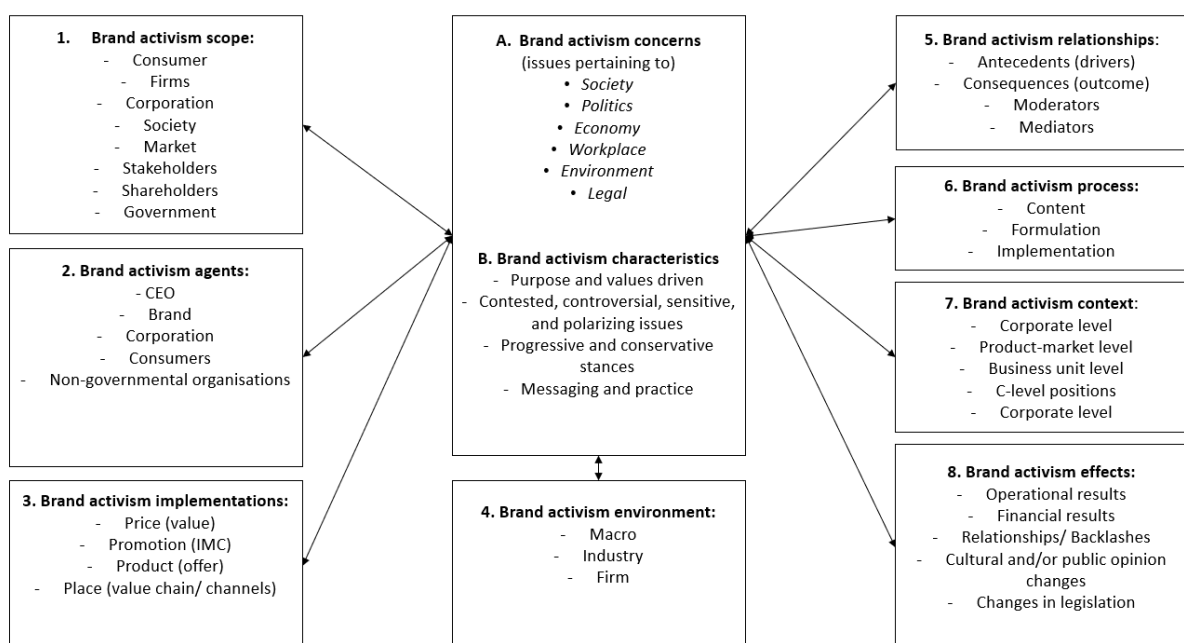 1. Brand activism scope:
- Consumer
- Firms
- Corporation
- Society
- Market
- Stakeholders
- Shareholders
- Government
2. Brand activism agents:
- CEO
- Brand
- Corporation
- Consumers
- Non-governmental organisations
3. Brand activism implementations:
- Price (value)
- Promotion (IMC)
- Product (offer)
- Place (value chain/ channels)
A. Brand activism concerns
(issues pertaining to)
• Society
• Politics
• Economy
• Workplace
• Environment
• Legal
B. Brand activism characteristics
- Purpose and values driven
- Contested, controversial, sensitive,
and polarizing issues
- Progressive and conservative
stances
- Messaging and practice
4. Brand activism environment:
- Macro
- Industry
- Firm
5. Brand activism relationships:
- Antecedents (drivers)
- Consequences (outcome)
- Moderators
- Mediators
6. Brand activism process:
- Content
- Formulation
- Implementation
7. Brand activism context:
- Corporate level
- Product-market level
- Business unit level
- C-level positions
- Corporate level
8. Brand activism effects:
- Operational results
- Financial results
- Relationships/ Backlashes
- Cultural and/or public opinion
changes
- Changes in legislation